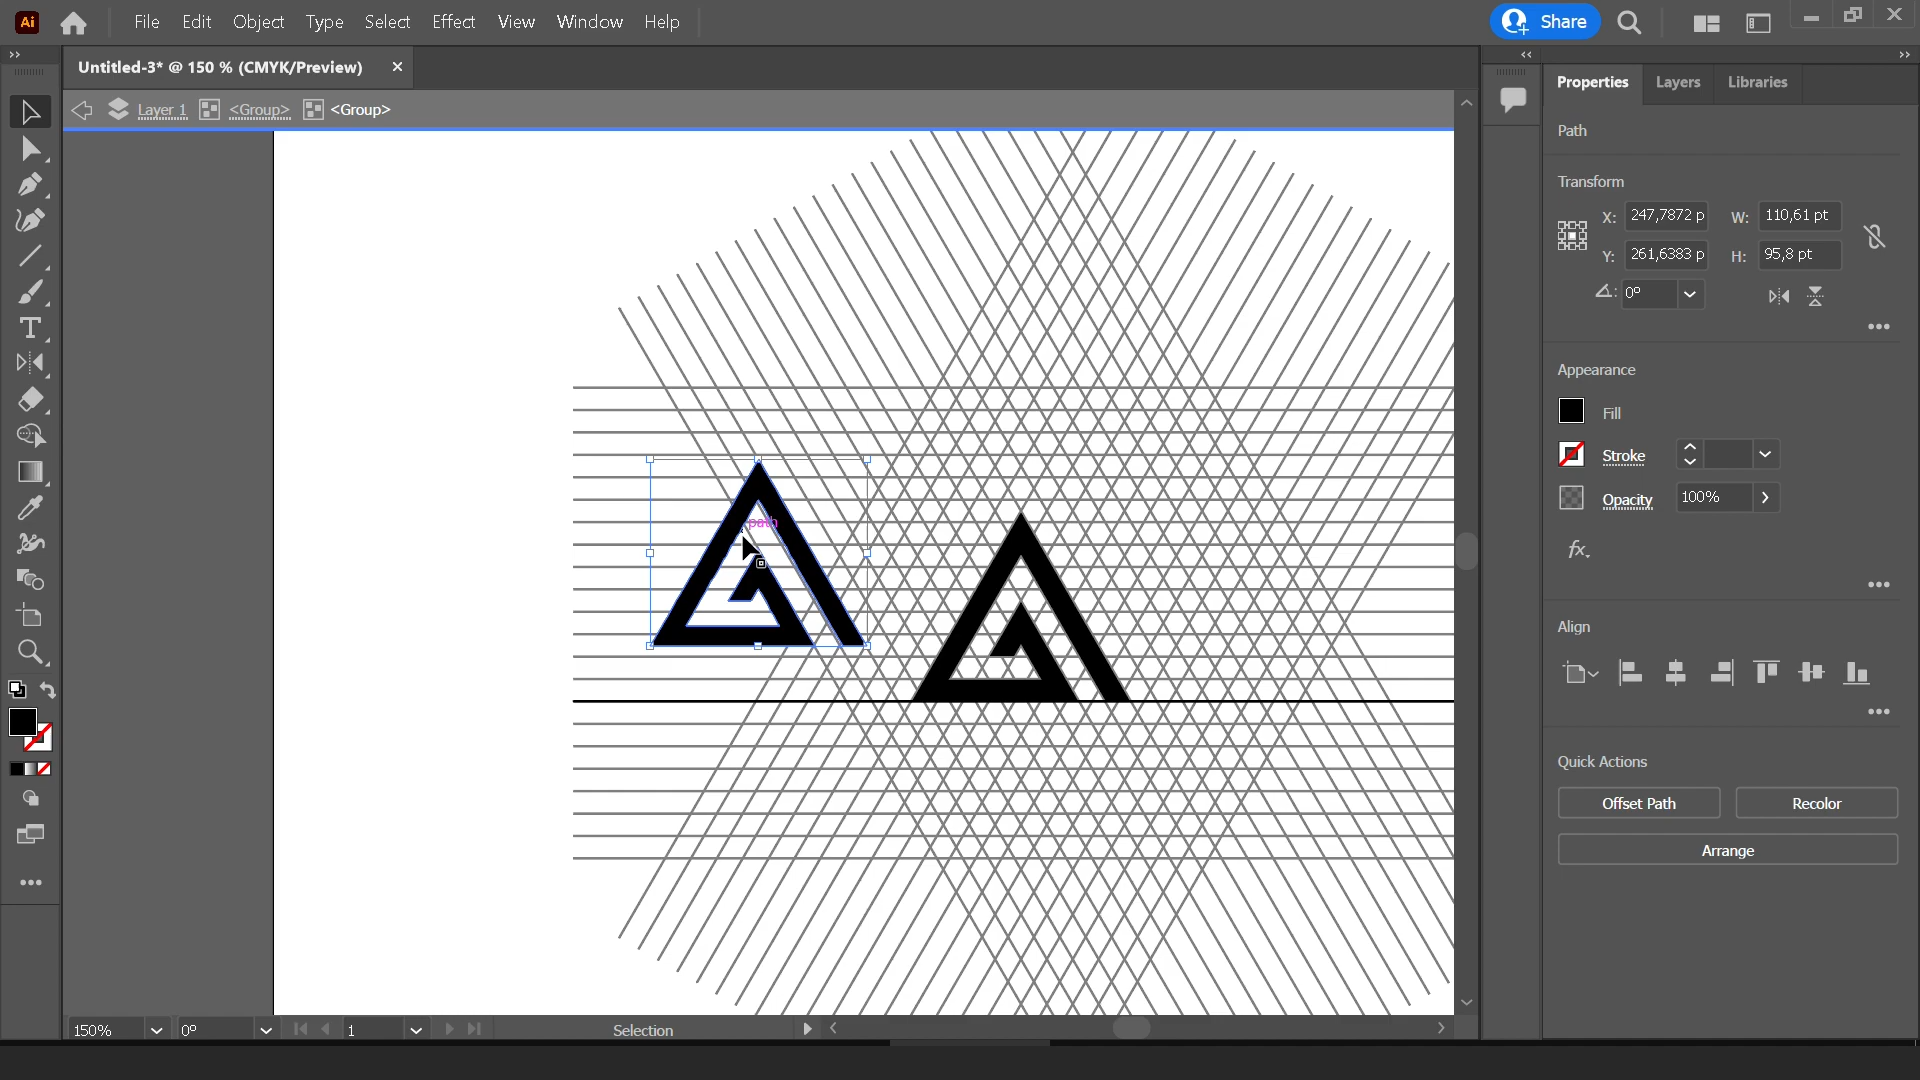 Ai File Edit Object Type Select Effect View Window Help Share
Untitled-3* @ 150 % (CMYK/Preview) ×
Layer 1 <Group> <Group>
Properties Layers Libraries
Path
Transform
X: 247,7872 p W: 110,61 pt
Y: 261,6383 p H: 95,8 pt
0°
Appearance
Fill
Stroke
Opacity 100%
fx.
Align
Quick Actions
Offset Path Recolor
Arrange
path
150% 0° 1 Selection